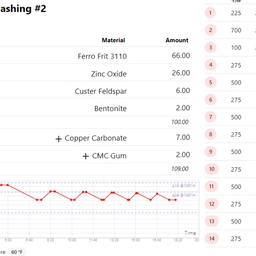 ashing #2
Material Amount
Ferro Frit 3110 66.00
Zinc Oxide 26.00
Custer Feldspar 6.00
Bentonite 2.00
100.00
+ Copper Carbonate 7.00
+ CMC Gum 2.00
109.00
Time
re 60 °F
1 225
2 700
3 100
4 275
5 500
6 275
7 500
8 275
9 500
10 275
11 500
12 275
13 500
14 275